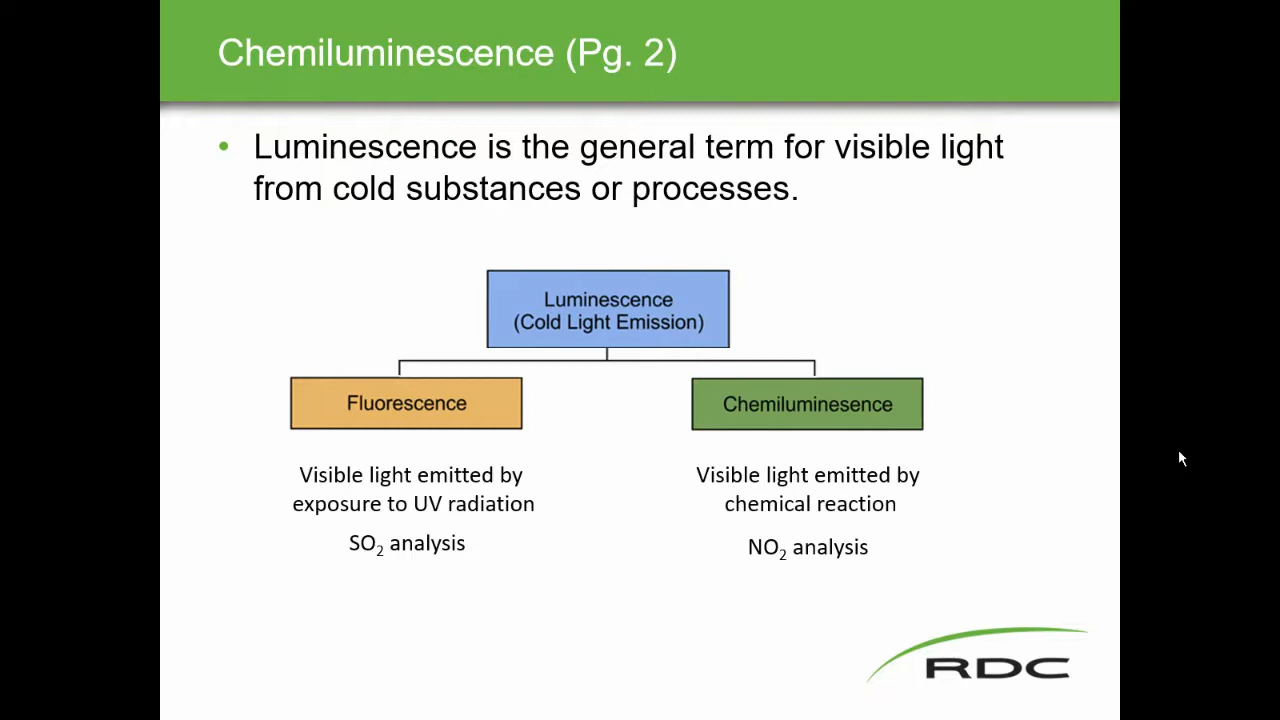 Chemiluminescence (Pg. 2)
• Luminescence is the general term for visible light
from cold substances or processes.
Luminescence
(Cold Light Emission)
Fluorescence
Chemiluminesence
Visible light emitted by
exposure to UV radiation
SO₂ analysis
Visible light emitted by
chemical reaction
NO₂ analysis
RDC